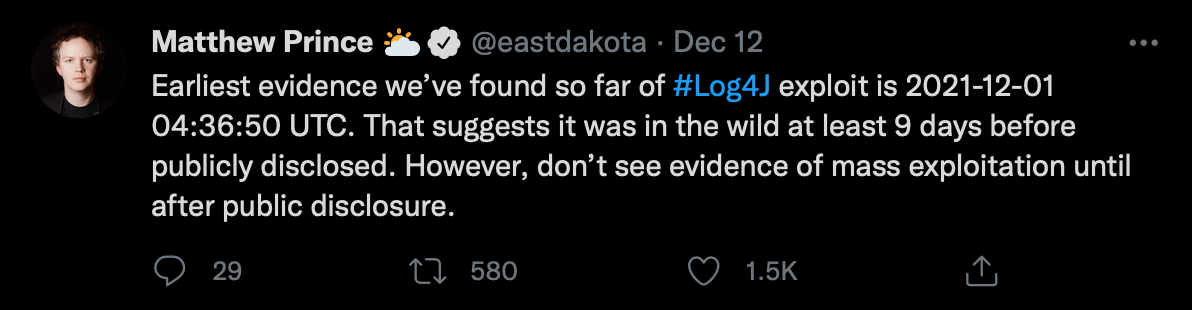 Matthew Prince @eastdakota · Dec 12
Earliest evidence we’ve found so far of #Log4J exploit is 2021-12-01
04:36:50 UTC. That suggests it was in the wild at least 9 days before
publicly disclosed. However, don’t see evidence of mass exploitation until
after public disclosure.
29 580 1.5K